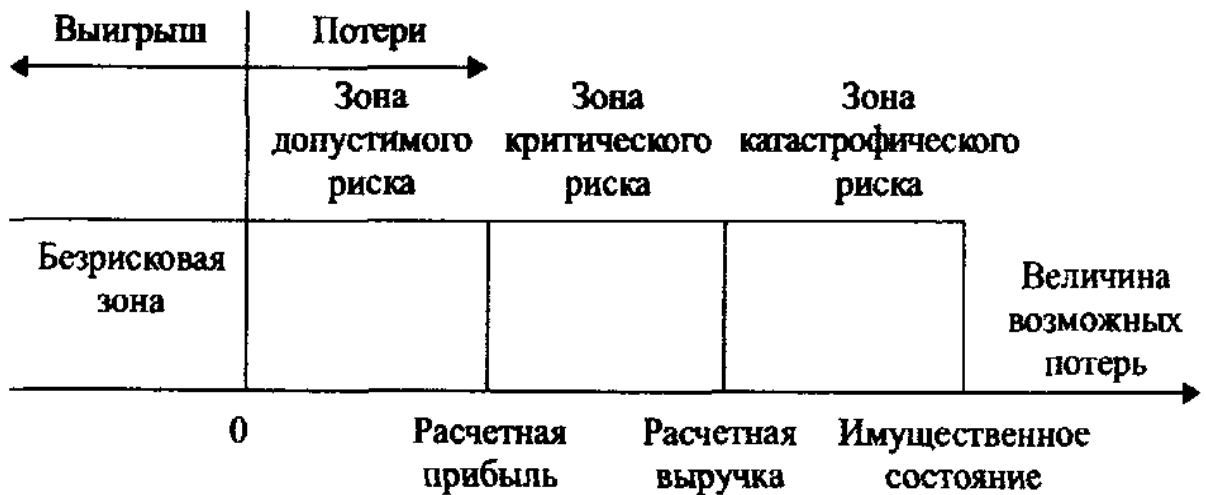 Выигрыш
Потери
Зона
допустимого
риска
Зона
критического
риска
Зона
катастрофического
риска
Безрисковая
зона
Величина
возможных
потерь
0
Расчетная
прибыль
Расчетная
выручка
Имущественное
состояние